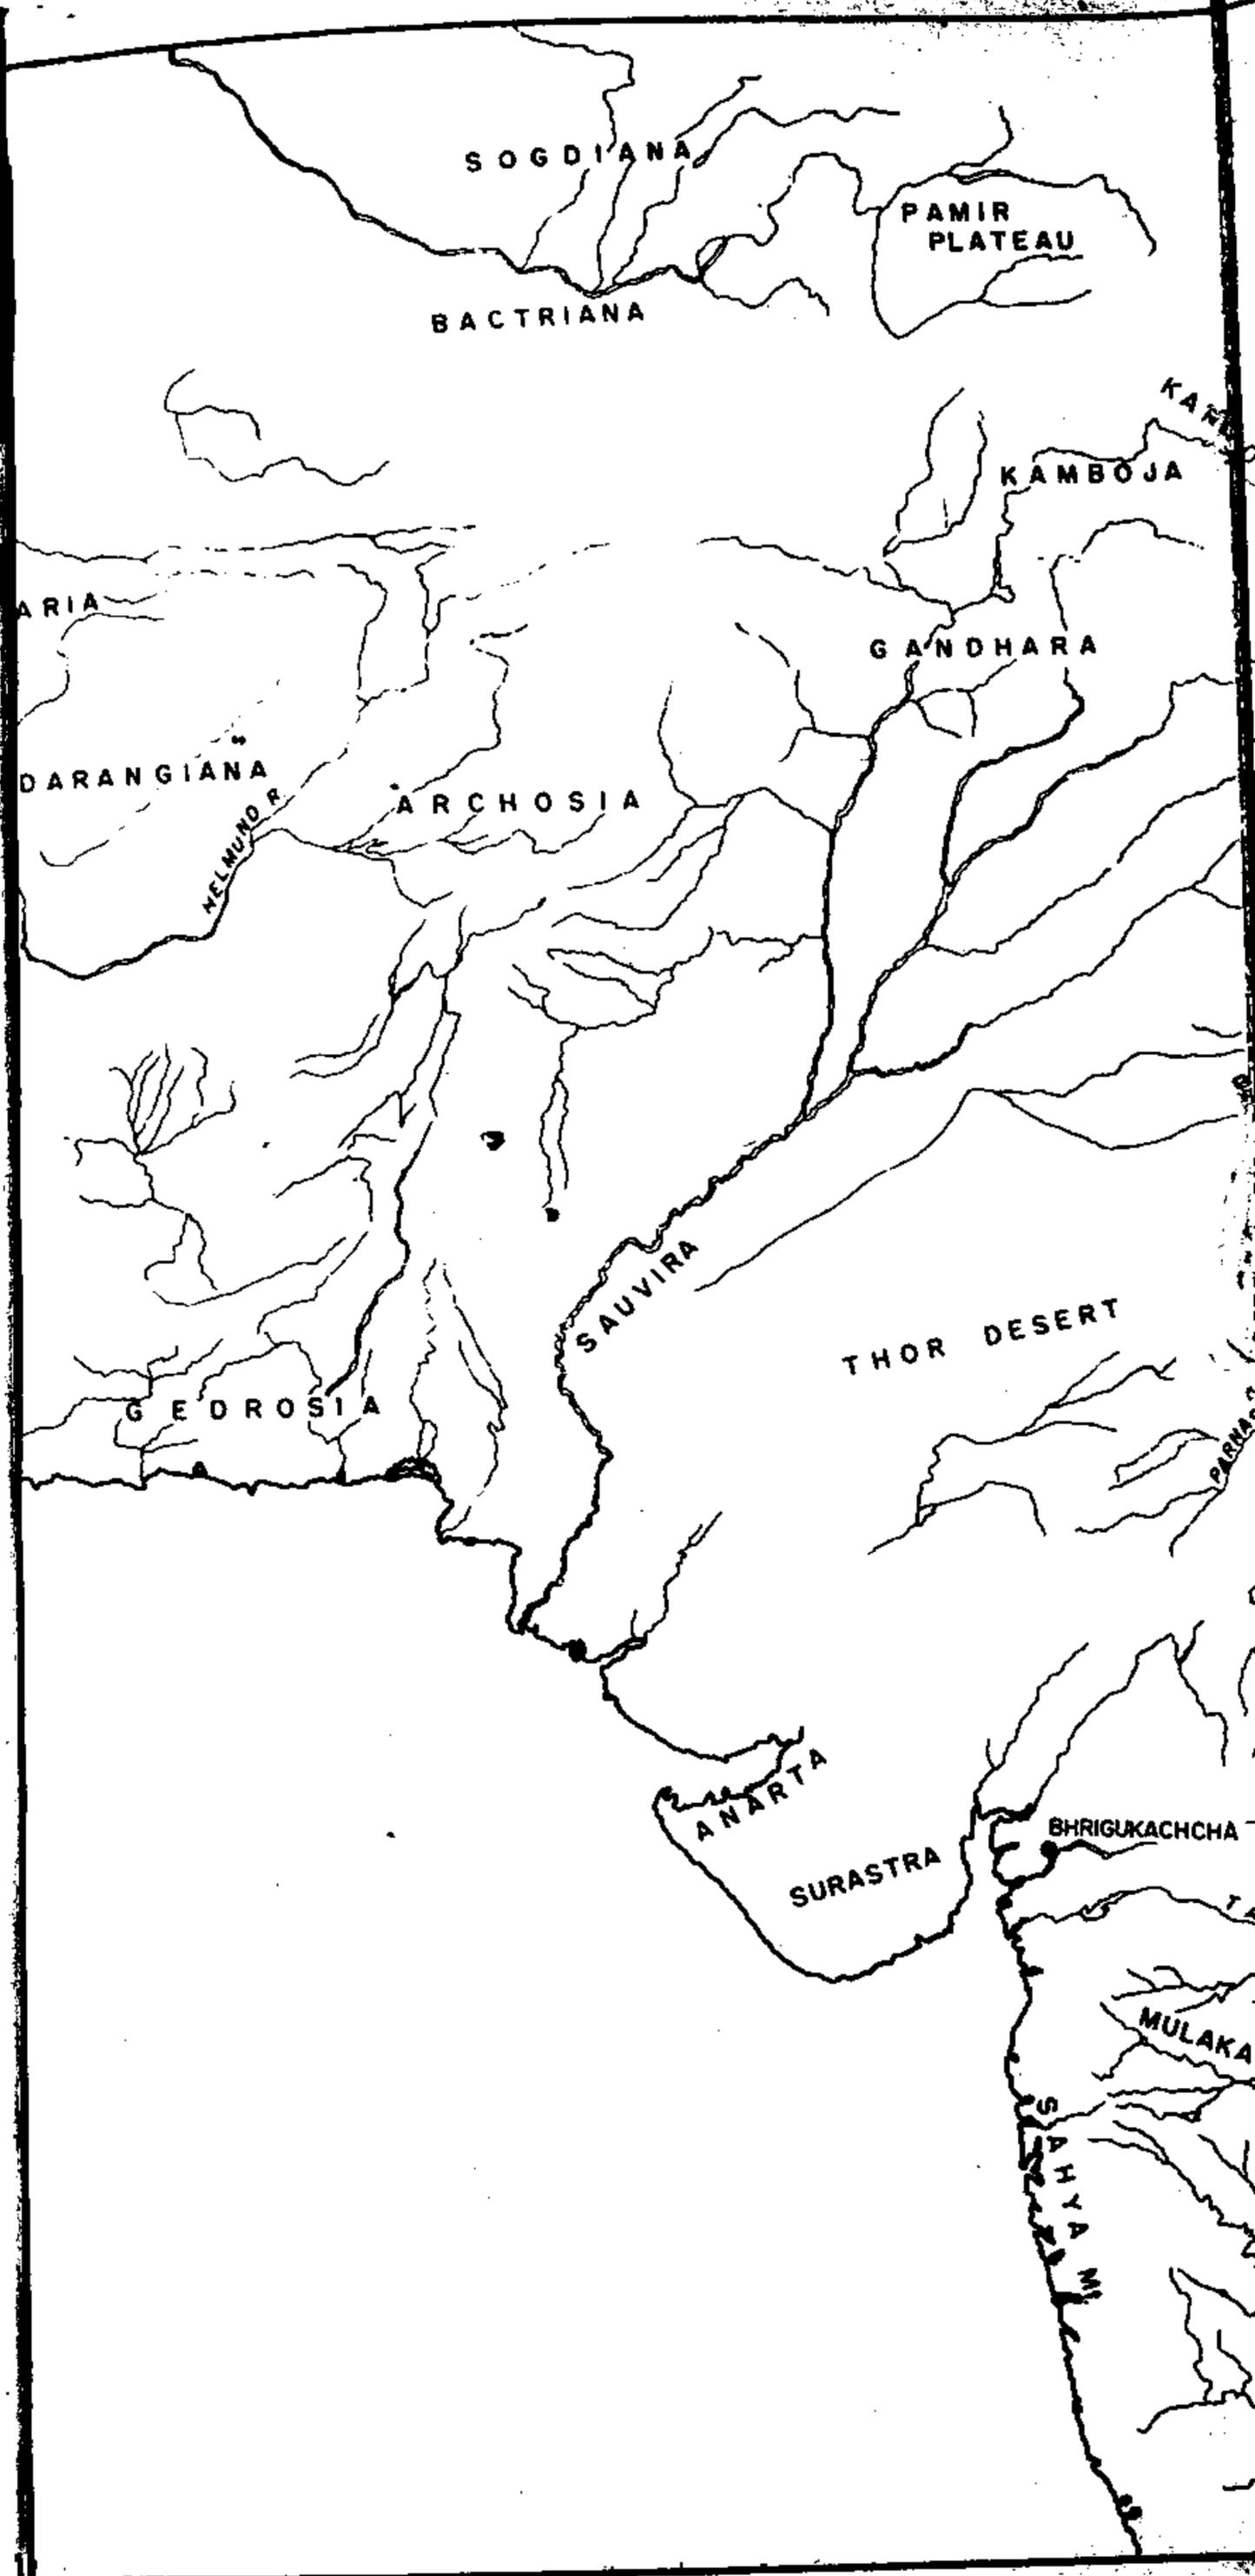 SOGDIANA
PAMIR
PLATEAU
BACTRIANA
KAMBOJA
ARIA
GANDHARA
DARANGIANA
ARCHOSIA
HELMUND R.
SAUVIRA
THOR DESERT
GEDROSIA
ANARTA
BHRIGUKACHCHA
SURASTRA
MULAKA
SAHYA Mts